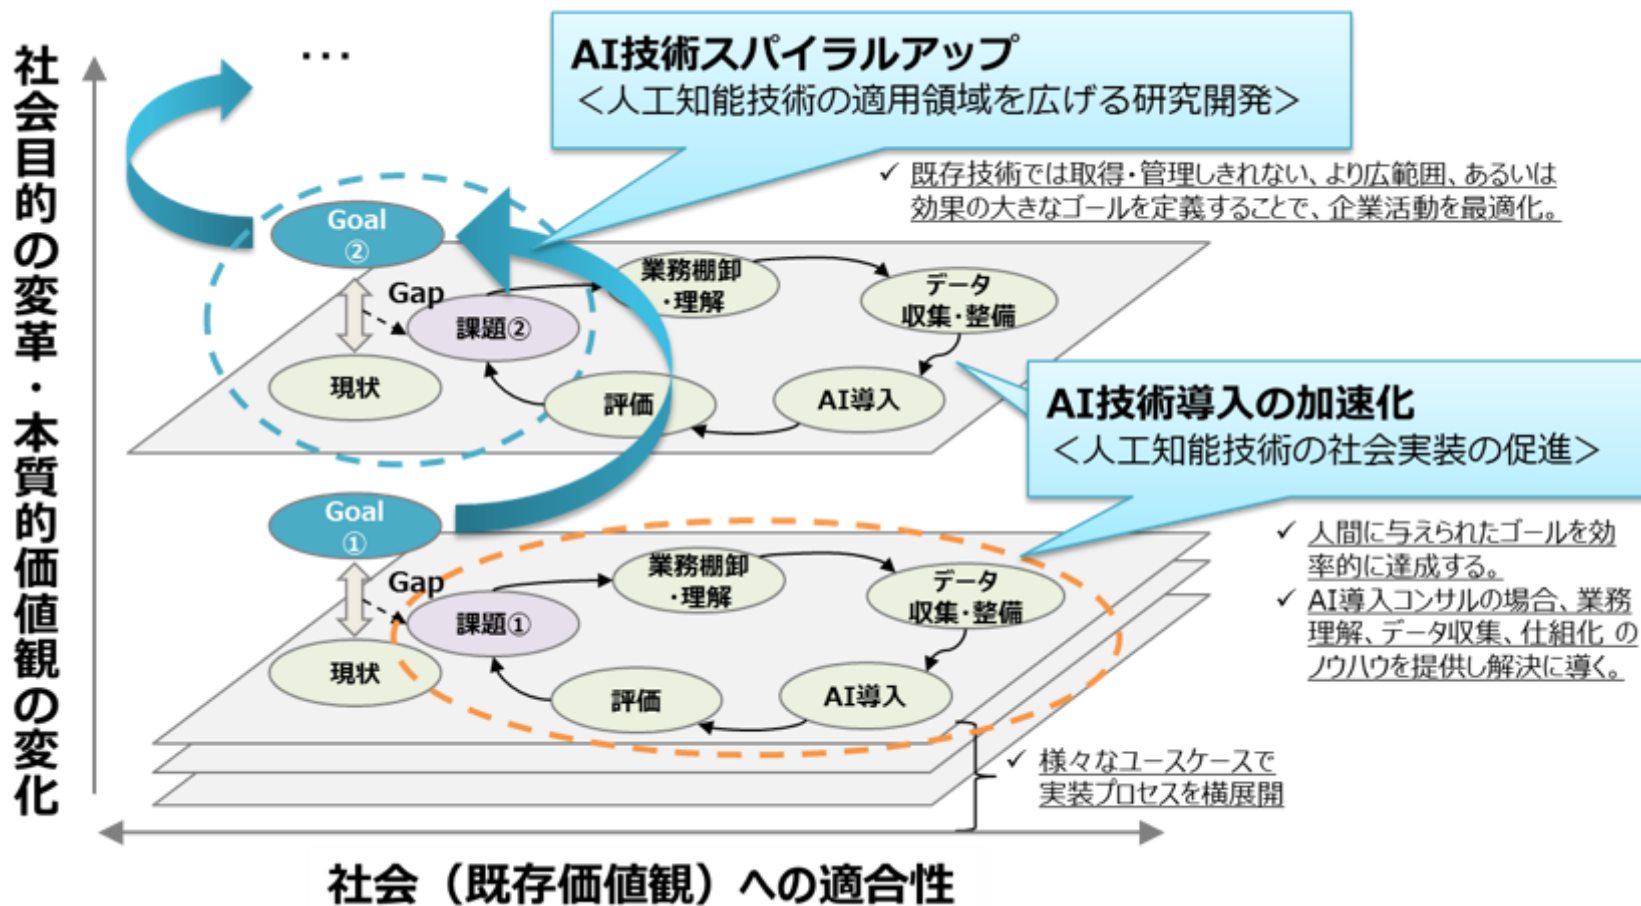 社会目的の変革・本質的価値観の変化
･･･
AI技術スパイラルアップ
＜人工知能技術の適用領域を広げる研究開発＞
✓ 既存技術では取得・管理しきれない、より広範囲、あるいは
効果の大きなゴールを定義することで、企業活動を最適化。
Goal
②
Gap
課題②
現状
業務棚卸
・理解
データ
収集・整備
AI導入
評価
AI技術導入の加速化
＜人工知能技術の社会実装の促進＞
✓ 人間に与えられたゴールを効
率的に達成する。
✓ AI導入コンサルの場合、業務
理解、データ収集、仕組化 の
ノウハウを提供し解決に導く。
Goal
①
Gap
課題①
現状
業務棚卸
・理解
データ
収集・整備
AI導入
評価
✓ 様々なユースケースで
実装プロセスを横展開
社会（既存価値観）への適合性